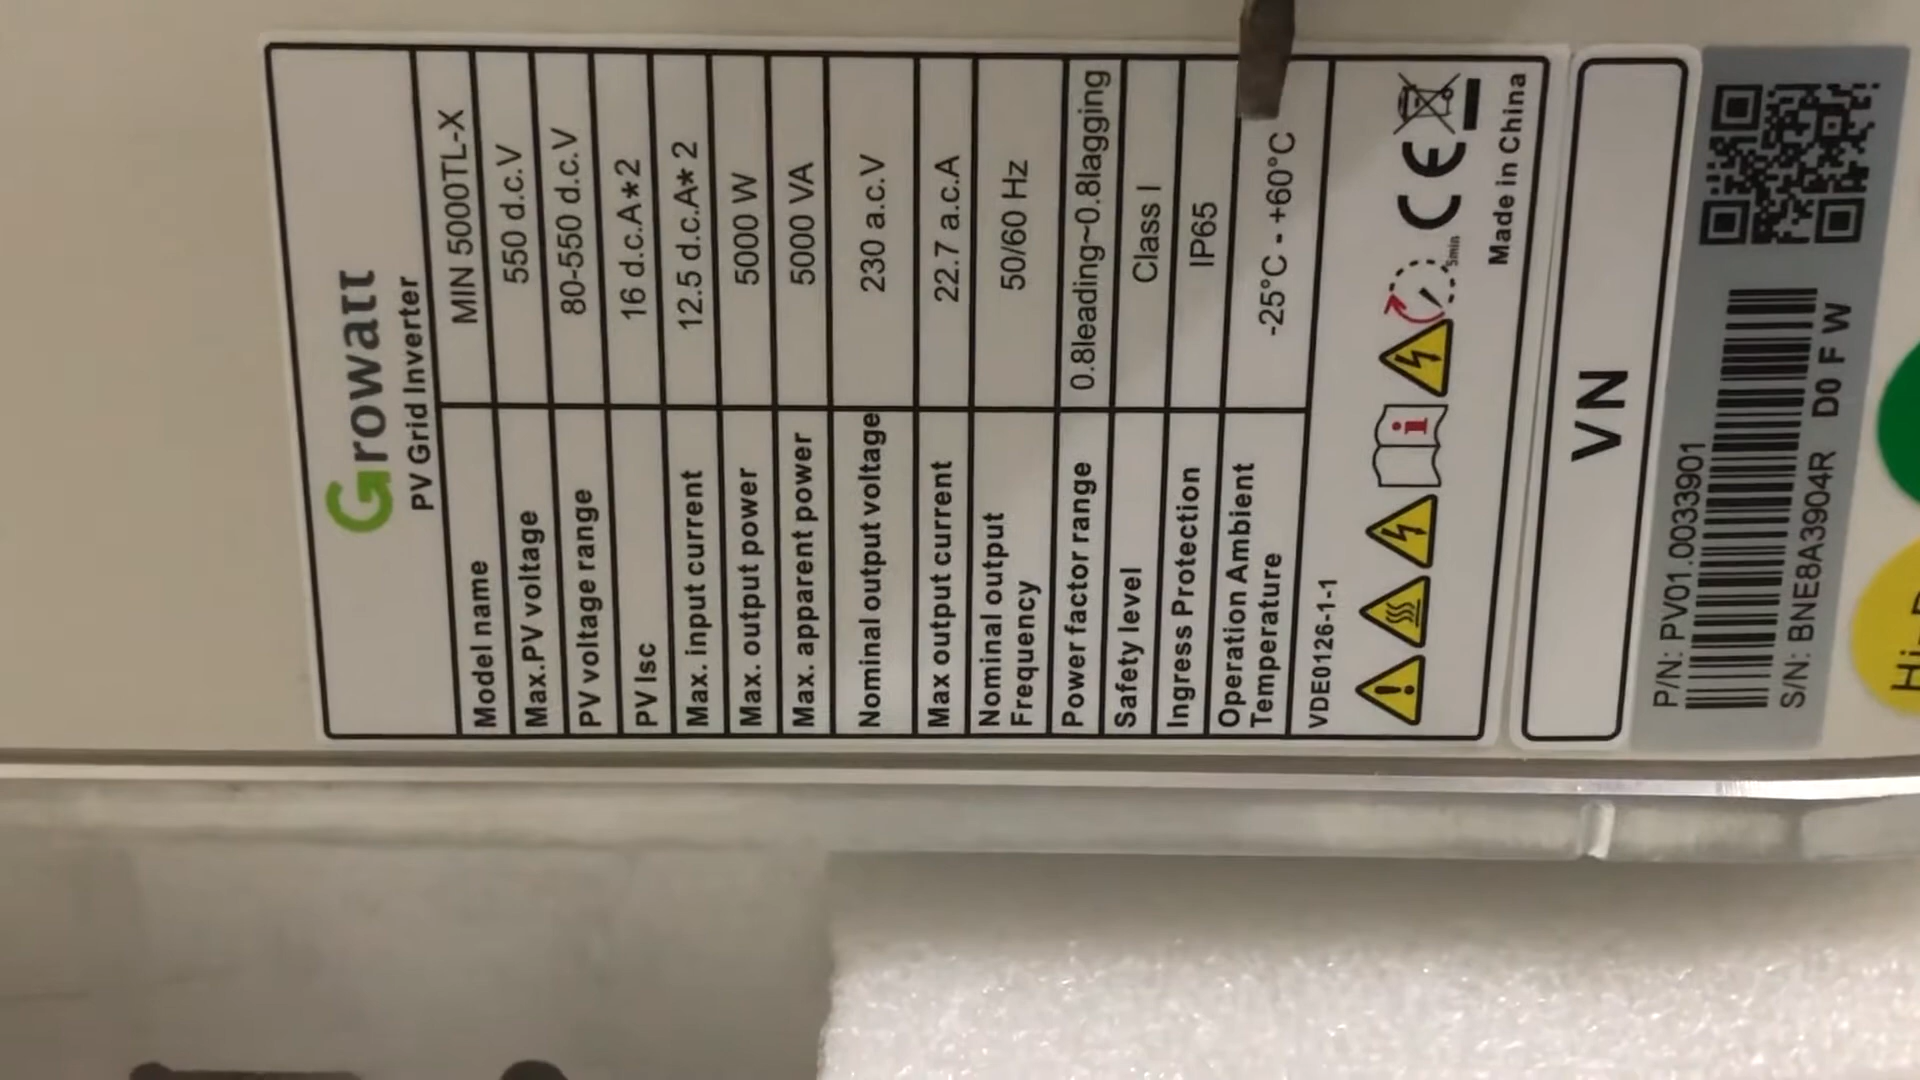 Growatt
PV Grid Inverter
Model name MIN 5000TL-X
Max.PV voltage 550 d.c.V
PV voltage range 80-550 d.c.V
PV Isc 16 d.c.A*2
Max. input current 12.5 d.c.A*2
Max. output power 5000 W
Max. apparent power 5000 VA
Nominal output voltage 230 a.c.V
Max output current 22.7 a.c.A
Nominal output
Frequency 50/60 Hz
Power factor range 0.8leading~0.8lagging
Safety level Class I
Ingress Protection IP65
Operation Ambient
Temperature -25°C - +60°C
VDE0126-1-1
5min
CE
Made in China
VN
P/N: PV01.0033901
S/N: BNE8A3904R D0 F W